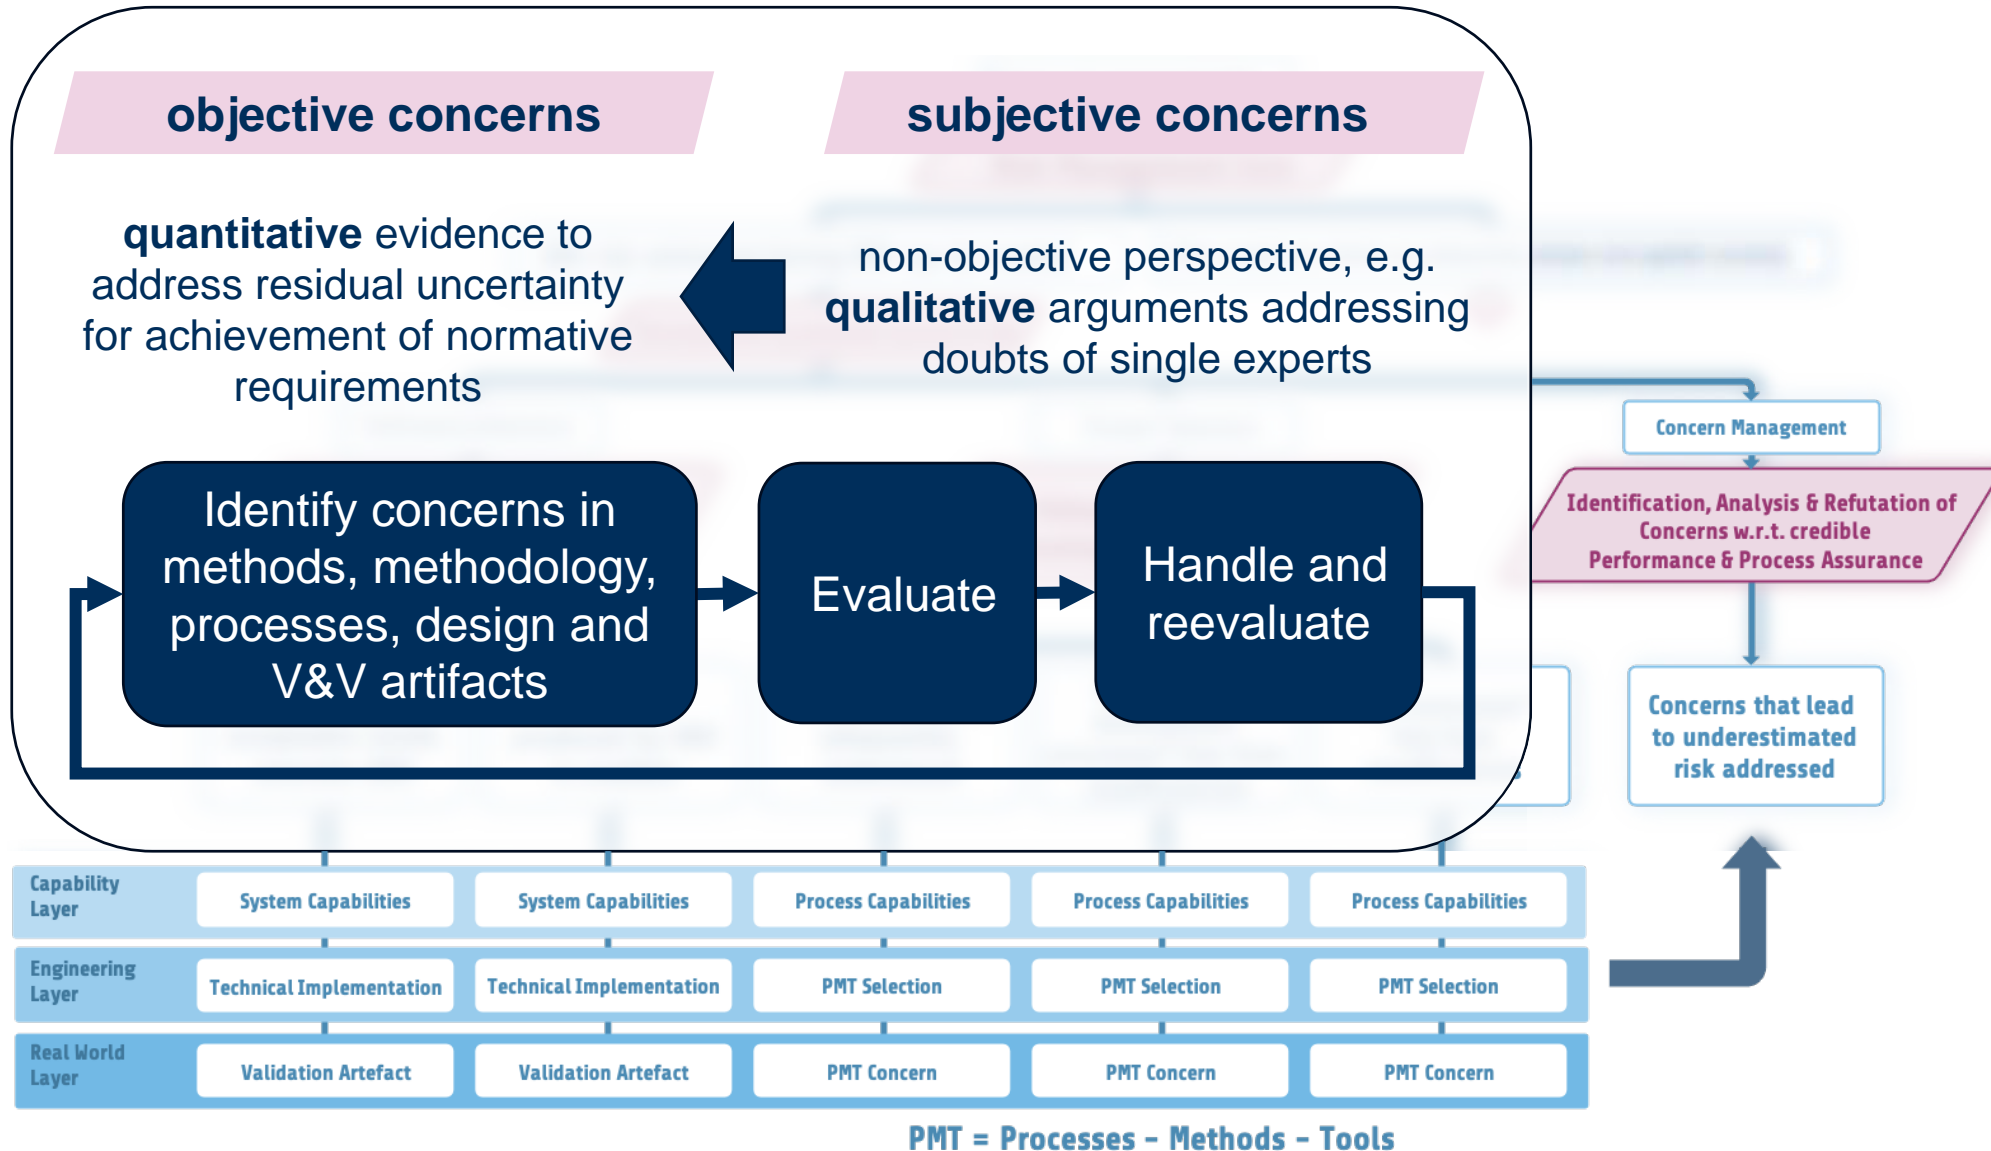 objective concerns
subjective concerns
quantitative evidence to
address residual uncertainty
for achievement of normative
requirements
non-objective perspective, e.g.
qualitative arguments addressing
doubts of single experts
Identify concerns in
methods, methodology,
processes, design and
V&V artifacts
Evaluate
Handle and
reevaluate
Concern Management
Identification, Analysis & Refutation of
Concerns w.r.t. credible
Performance & Process Assurance
Concerns that lead
to underestimated
risk addressed
Capability
Layer
System Capabilities
System Capabilities
Process Capabilities
Process Capabilities
Process Capabilities
Engineering
Layer
Technical Implementation
Technical Implementation
PMT Selection
PMT Selection
PMT Selection
Real World
Layer
Validation Artefact
Validation Artefact
PMT Concern
PMT Concern
PMT Concern
PMT = Processes - Methods - Tools